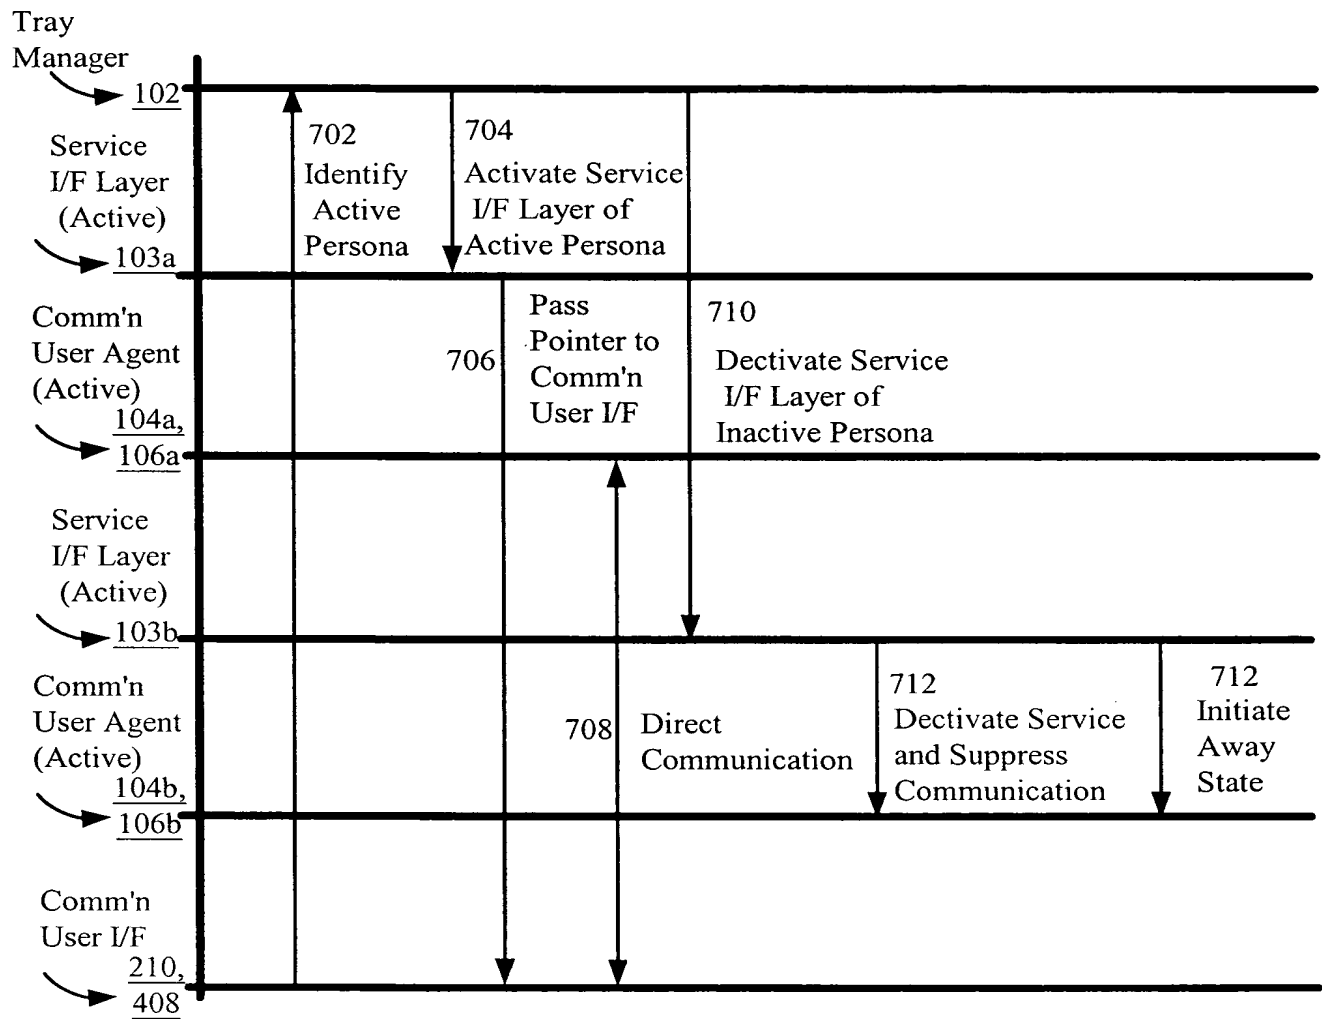 Tray
Manager
102
Service
I/F Layer
(Active)
103a
Comm'n
User Agent
(Active)
104a,
106a
Service
I/F Layer
(Active)
103b
Comm'n
User Agent
(Active)
104b,
106b
Comm'n
User I/F
210,
408
702
Identify
Active
Persona
704
Activate Service
I/F Layer of
Active Persona
706
Pass
Pointer to
Comm'n
User I/F
710
Dectivate Service
I/F Layer of
Inactive Persona
708
Direct
Communication
712
Dectivate Service
and Suppress
Communication
712
Initiate
Away
State